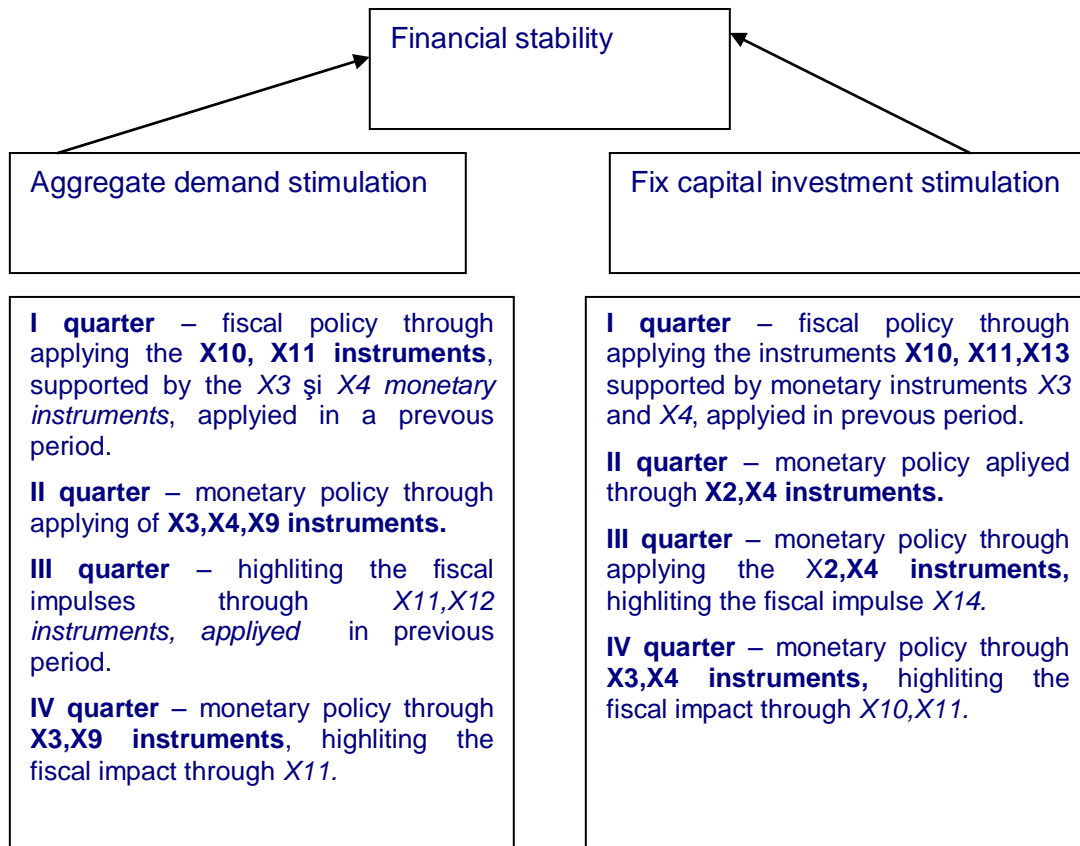 Financial stability
Aggregate demand stimulation
Fix capital investment stimulation
I quarter – fiscal policy through
applying the X10, X11 instruments,
supported by the X3 şi X4 monetary
instruments, applyied in a prevous
period.
II quarter – monetary policy through
applying of X3,X4,X9 instruments.
III quarter – highliting the fiscal
impulses through X11,X12
instruments, appliyed in previous
period.
IV quarter – monetary policy through
X3,X9 instruments, highliting the
fiscal impact through X11.
I quarter – fiscal policy through
applying the instruments X10, X11,X13
supported by monetary instruments X3
and X4, applyied in prevous period.
II quarter – monetary policy apliyed
through X2,X4 instruments.
III quarter – monetary policy through
applying the X2,X4 instruments,
highliting the fiscal impulse X14.
IV quarter – monetary policy through
X3,X4 instruments, highliting the
fiscal impact through X10,X11.